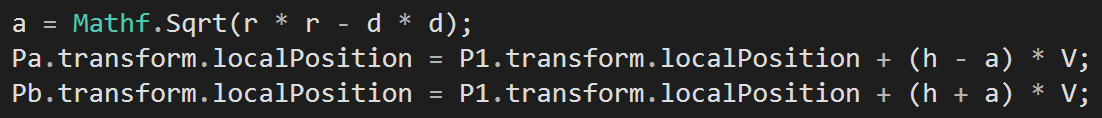 a = Mathf.Sqrt(r * r - d * d);
Pa.transform.localPosition = P1.transform.localPosition + (h - a) * V;
Pb.transform.localPosition = P1.transform.localPosition + (h + a) * V;